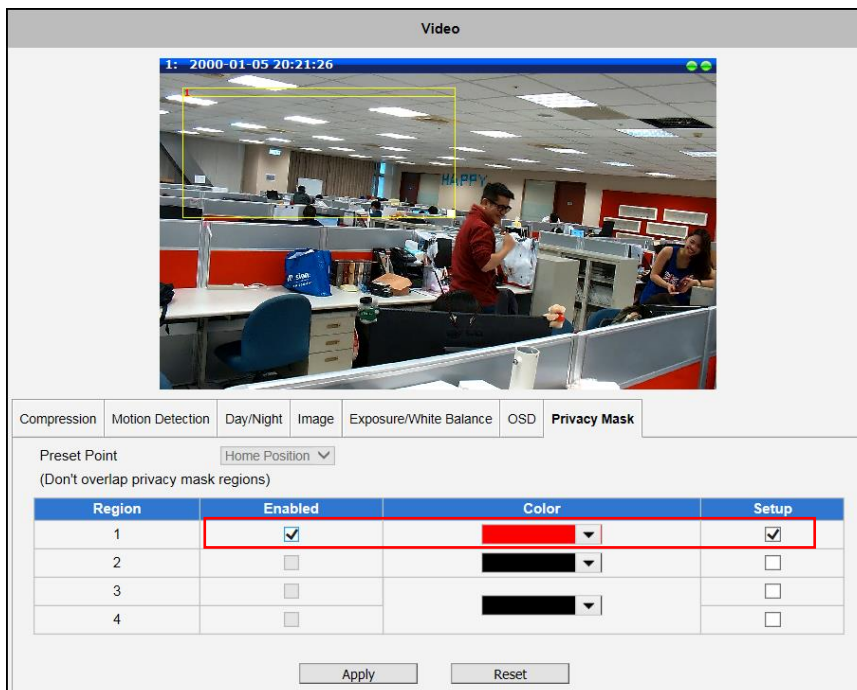 Video
1: 2000-01-05 20:21:26
1
HAPPY
Compression Motion Detection Day/Night Image Exposure/White Balance OSD Privacy Mask
Preset Point Home Position
(Don't overlap privacy mask regions)
Region Enabled Color Setup
1
2
3
4
Apply Reset